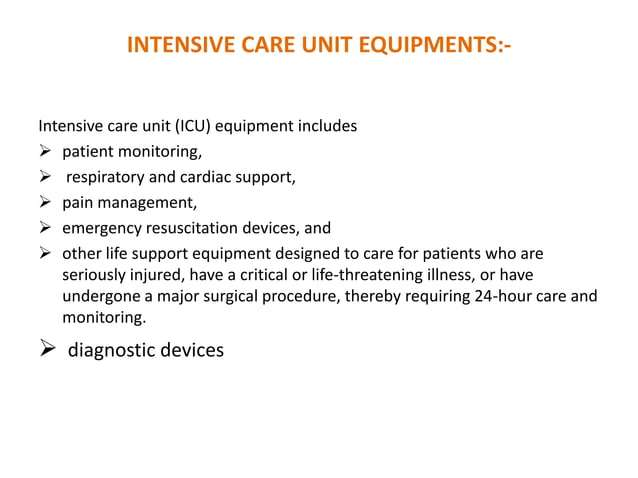 INTENSIVE CARE UNIT EQUIPMENTS:-
Intensive care unit (ICU) equipment includes
➢ patient monitoring,
➢ respiratory and cardiac support,
➢ pain management,
➢ emergency resuscitation devices, and
➢ other life support equipment designed to care for patients who are
seriously injured, have a critical or life-threatening illness, or have
undergone a major surgical procedure, thereby requiring 24-hour care and
monitoring.
➢ diagnostic devices